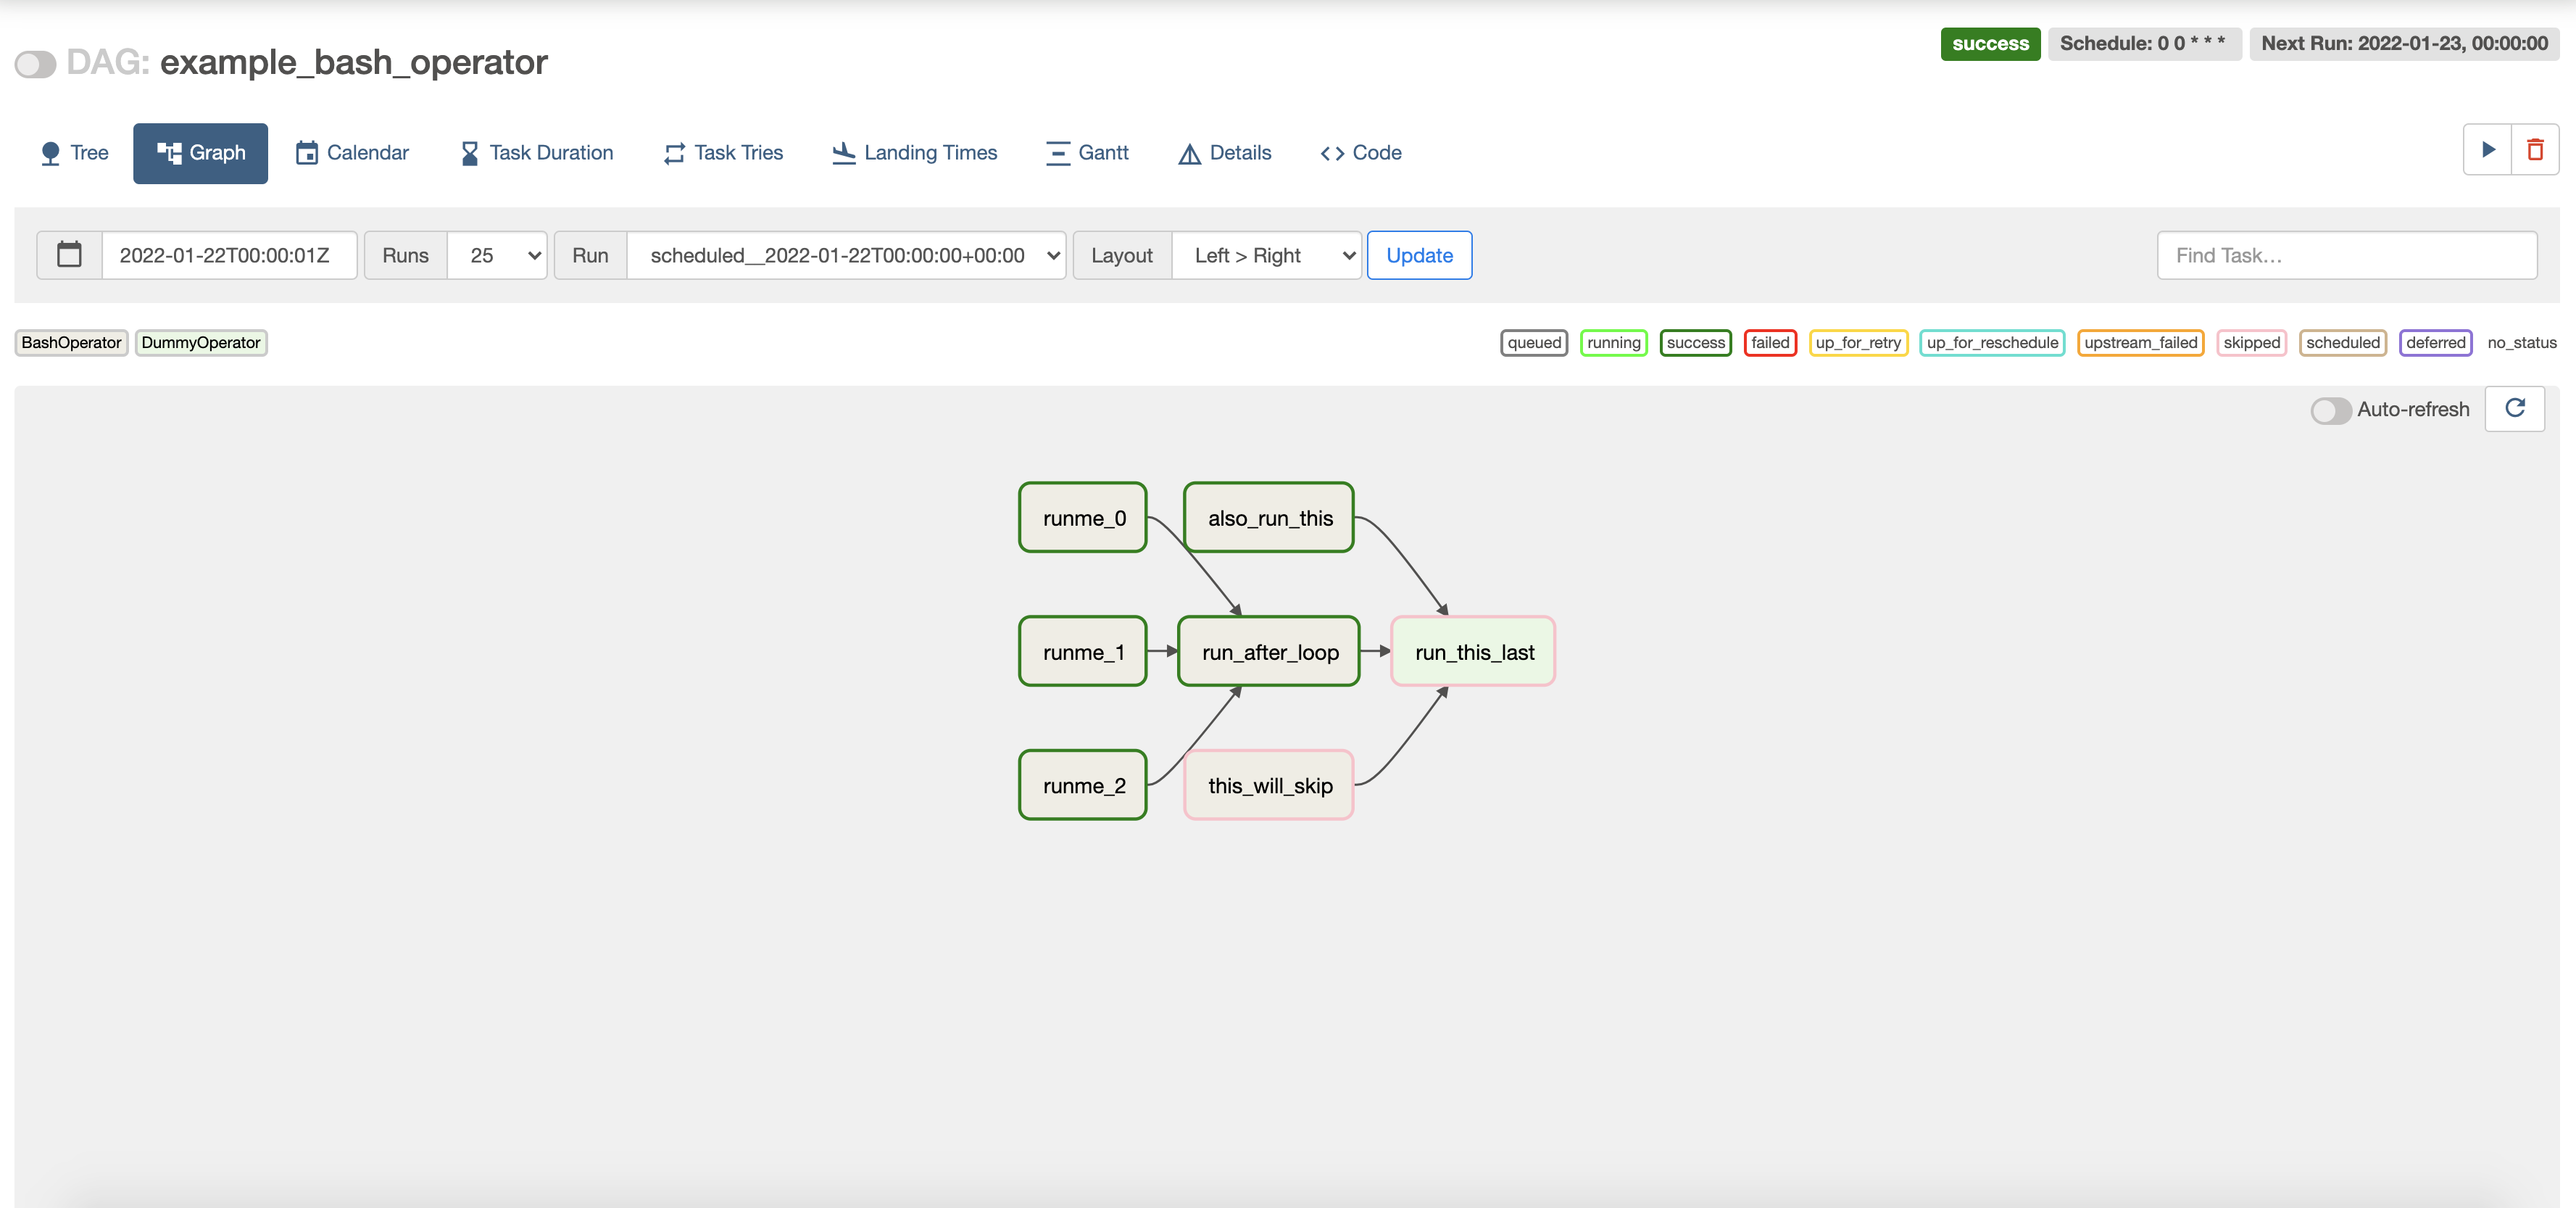 DAG: example_bash_operator
success Schedule: 0 0 * * * Next Run: 2022-01-23, 00:00:00
Tree Graph Calendar Task Duration Task Tries Landing Times Gantt Details Code
2022-01-22T00:00:01Z Runs 25 Run scheduled__2022-01-22T00:00:00+00:00 Layout Left > Right Update Find Task…
BashOperator DummyOperator queued running success failed up_for_retry up_for_reschedule upstream_failed skipped scheduled deferred no_status
Auto-refresh
runme_0 also_run_this
runme_1 run_after_loop run_this_last
runme_2 this_will_skip